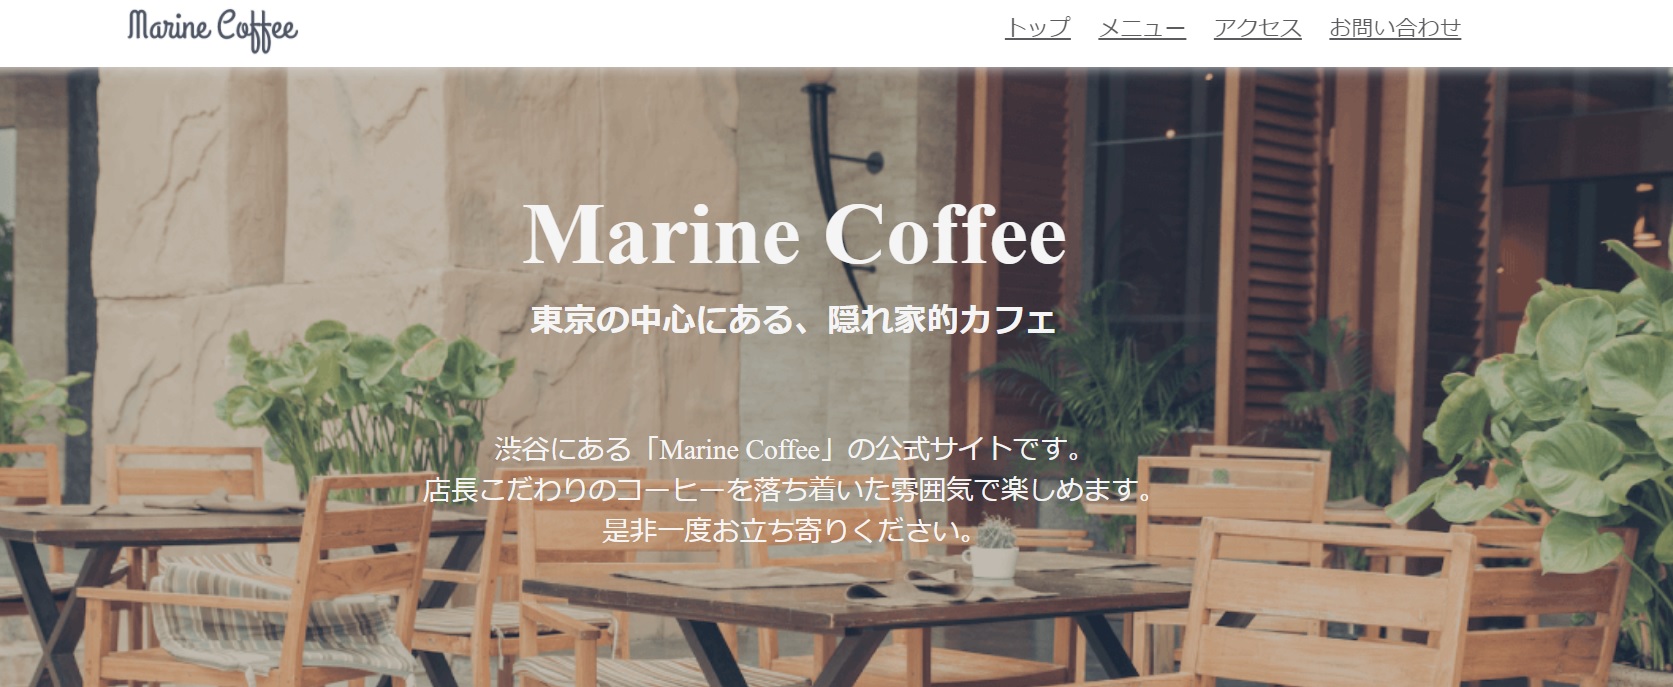 Marine Coffee
トップ メニュー アクセス お問い合わせ
Marine Coffee
東京の中心にある、隠れ家的カフェ
渋谷にある「Marine Coffee」の公式サイトです。
店長こだわりのコーヒーを落ち着いた雰囲気で楽しめます。
是非一度お立ち寄りください。